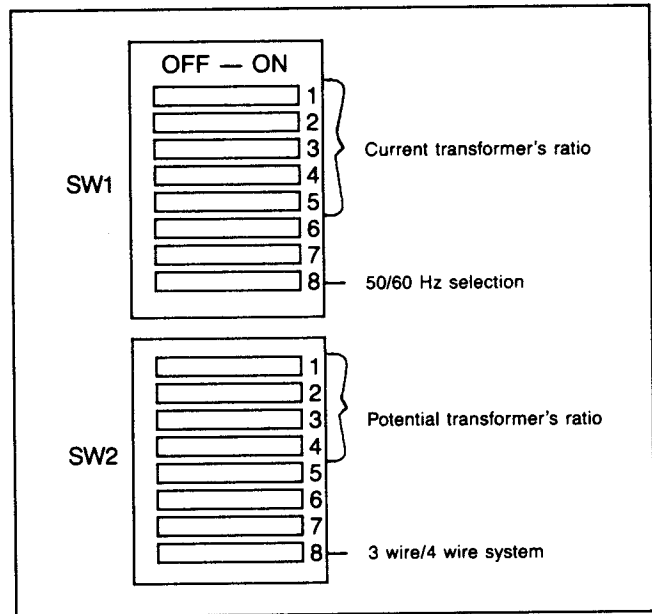 OFF — ON
1
2
3
4
5
6
7
8
SW1
Current transformer's ratio
50/60 Hz selection
1
2
3
4
5
6
7
8
SW2
Potential transformer's ratio
3 wire/4 wire system